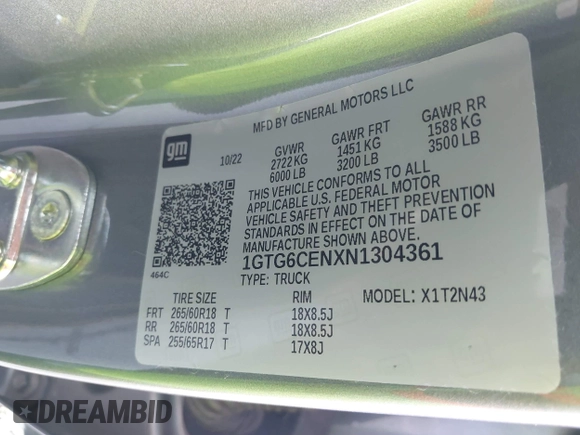 MFD BY GENERAL MOTORS LLC
gm
10/22
GVWR GAWR FRT GAWR RR
2722 KG 1451 KG 1588 KG
6000 LB 3200 LB 3500 LB
THIS VEHICLE CONFORMS TO ALL
APPLICABLE U.S. FEDERAL MOTOR
VEHICLE SAFETY AND THEFT PREVENTION
STANDARDS IN EFFECT ON THE DATE OF
MANUFACTURE SHOWN ABOVE.
464C
1GTG6CENXN1304361
TYPE: TRUCK
TIRE SIZE RIM MODEL: X1T2N43
FRT 265/60R18 T 18X8.5J
RR 265/60R18 T 18X8.5J
SPA 255/65R17 T 17X8J
DREAMBID